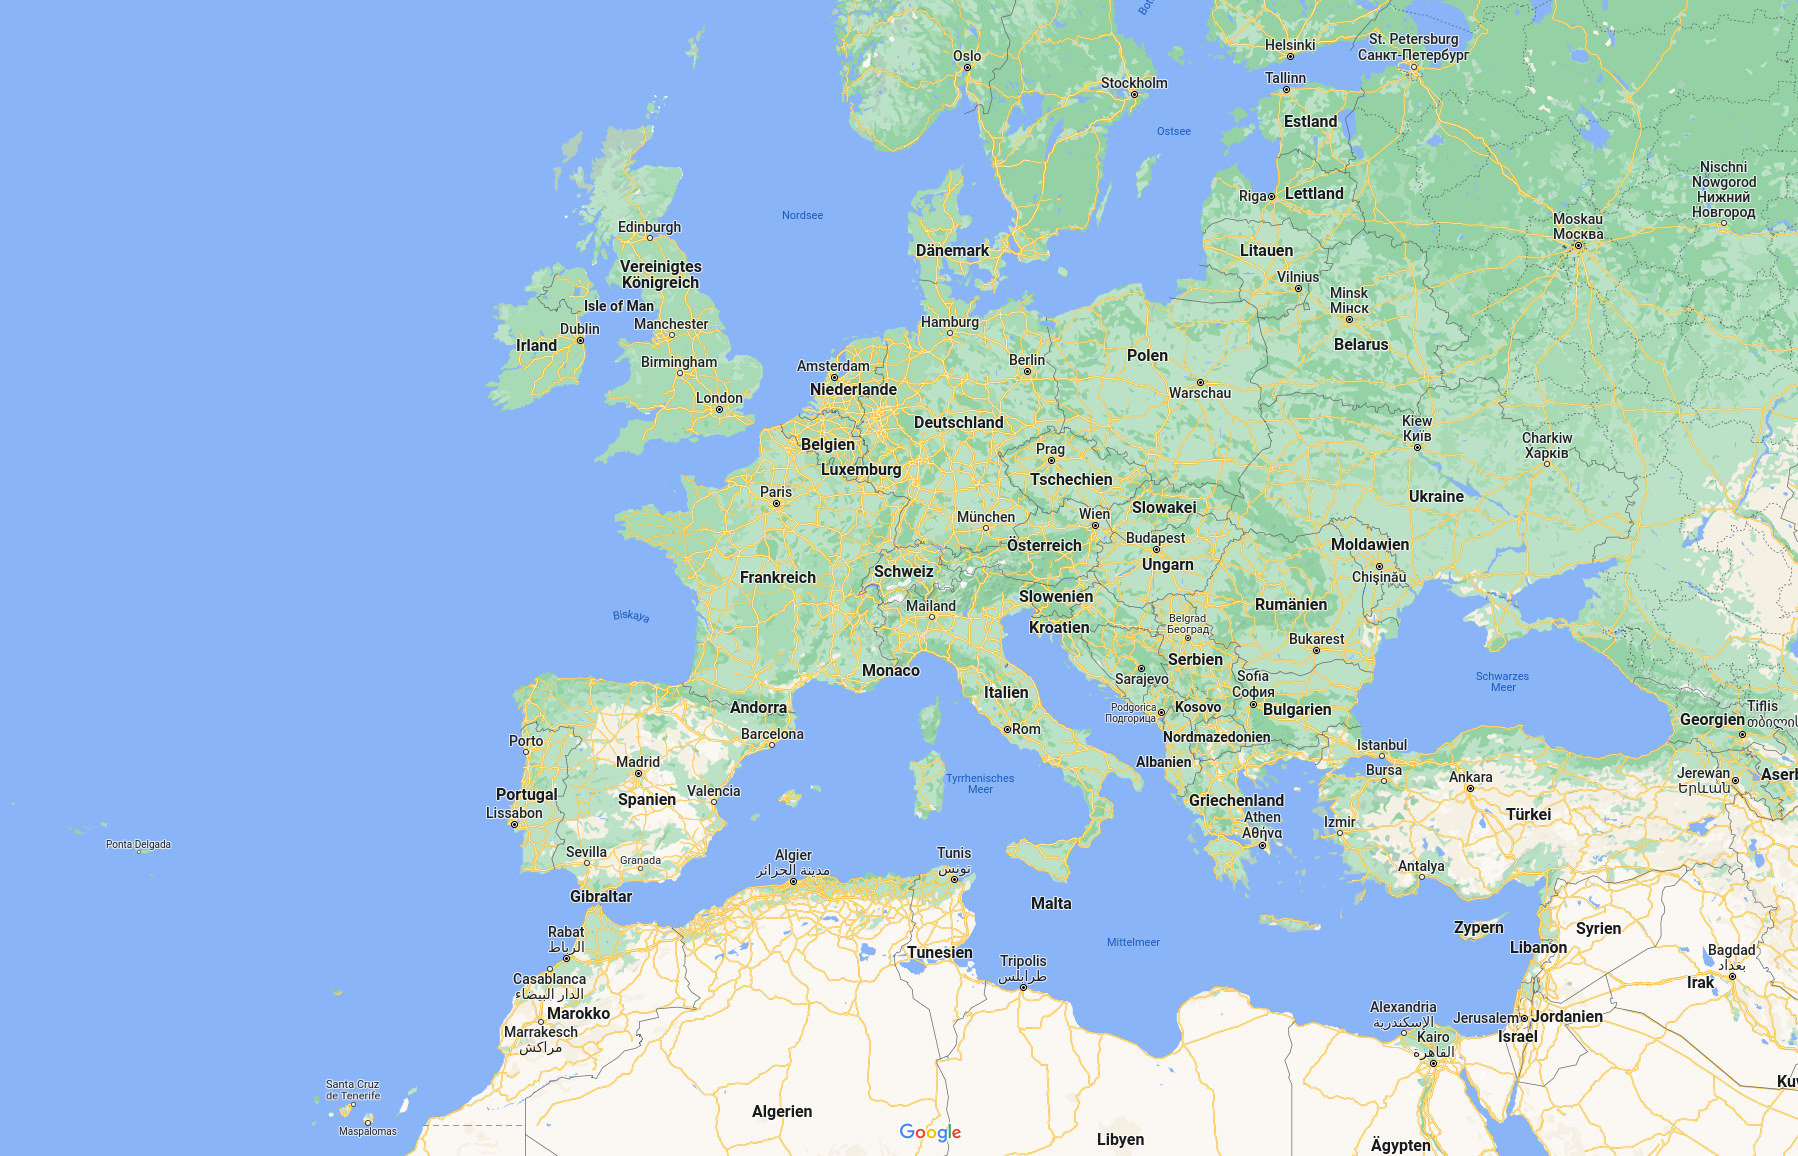 Oslo
Stockholm
Helsinki
St. Petersburg
Санкт-Петербург
Tallinn
Estland
Ostsee
Nischni
Nowgorod
Нижний
Новгород
Riga
Lettland
Moskau
Москва
Nordsee
Edinburgh
Dänemark
Litauen
Vereinigtes
Königreich
Vilnius
Minsk
Мінск
Isle of Man
Manchester
Hamburg
Dublin
Irland
Belarus
Birmingham
Amsterdam
Berlin
Polen
Niederlande
Warschau
London
Deutschland
Kiew
Київ
Belgien
Charkiw
Харків
Luxemburg
Prag
Tschechien
Paris
Ukraine
Slowakei
München
Wien
Österreich
Budapest
Ungarn
Moldawien
Chișinău
Frankreich
Schweiz
Slowenien
Mailand
Rumänien
Biskaya
Kroatien
Belgrad
Београд
Bukarest
Serbien
Monaco
Sarajevo
Sofia
София
Schwarzes
Meer
Italien
Andorra
Podgorica
Подгорица
Kosovo
Bulgarien
Tiflis
Georgien
Rom
Barcelona
Porto
Nordmazedonien
Istanbul
Madrid
Albanien
Bursa
Ankara
Jerewan
Երևան
Tyrrhenisches
Meer
Valencia
Portugal
Spanien
Griechenland
Lissabon
Athen
Αθήνα
Izmir
Türkei
Ponta Delgada
Sevilla
Granada
Algier
مدينة الجزائر
Tunis
تونس
Antalya
Gibraltar
Malta
Zypern
Syrien
Rabat
الرباط
Mittelmeer
Libanon
Tunesien
Bagdad
بغداد
Tripolis
طرابلس
Irak
Casablanca
الدار البيضاء
Marokko
Alexandria
الإسكندرية
Jerusalem
Jordanien
Marrakesch
مراكش
Kairo
القاهرة
Israel
Santa Cruz
de Tenerife
Algerien
Maspalomas
Google
Libyen
Ägypten